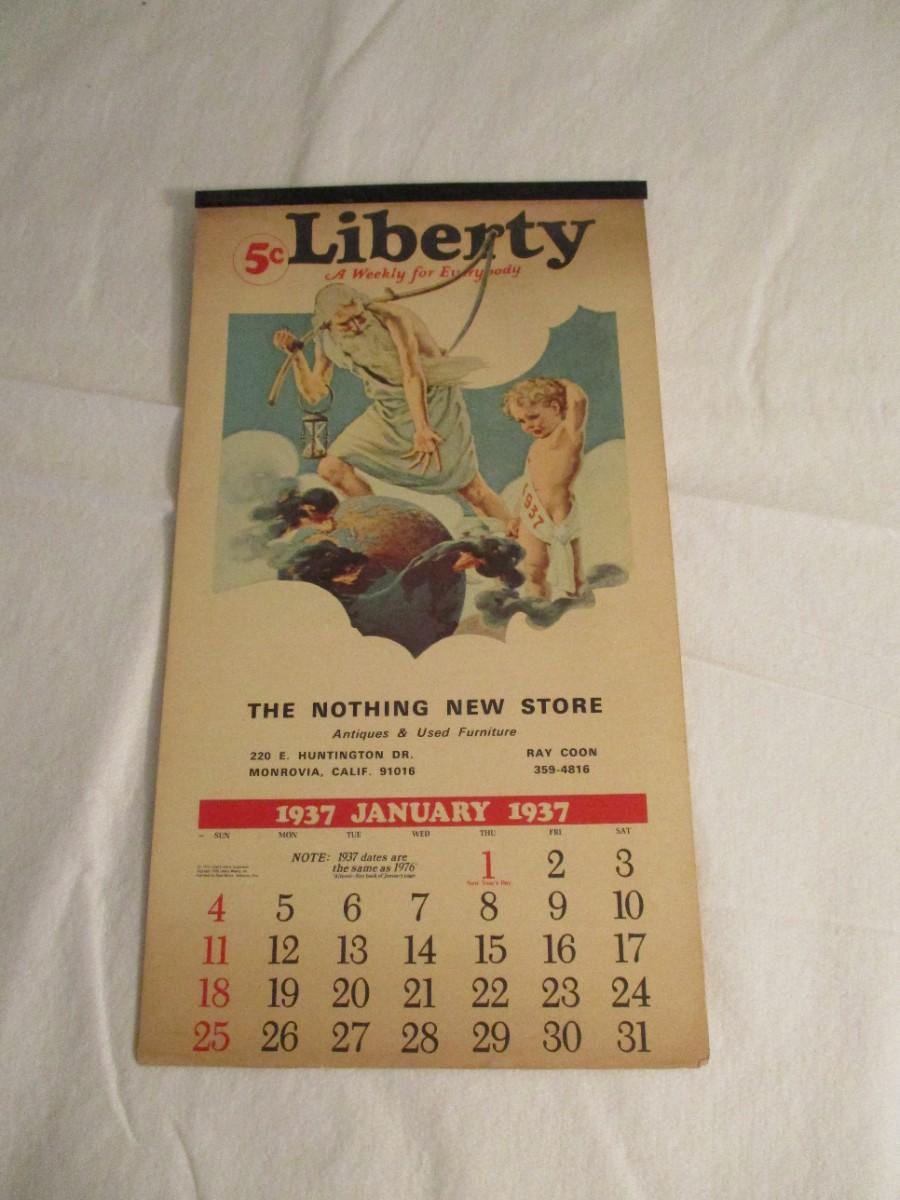 5¢ Liberty
A Weekly for Everybody
1937
THE NOTHING NEW STORE
Antiques & Used Furniture
220 E. HUNTINGTON DR.
MONROVIA, CALIF. 91016
RAY COON
359-4816
1937 JANUARY 1937
SUN MON TUE WED THU FRI SAT
NOTE: 1937 dates are
the same as 1976
1 2 3
New Year's Day
4 5 6 7 8 9 10
11 12 13 14 15 16 17
18 19 20 21 22 23 24
25 26 27 28 29 30 31